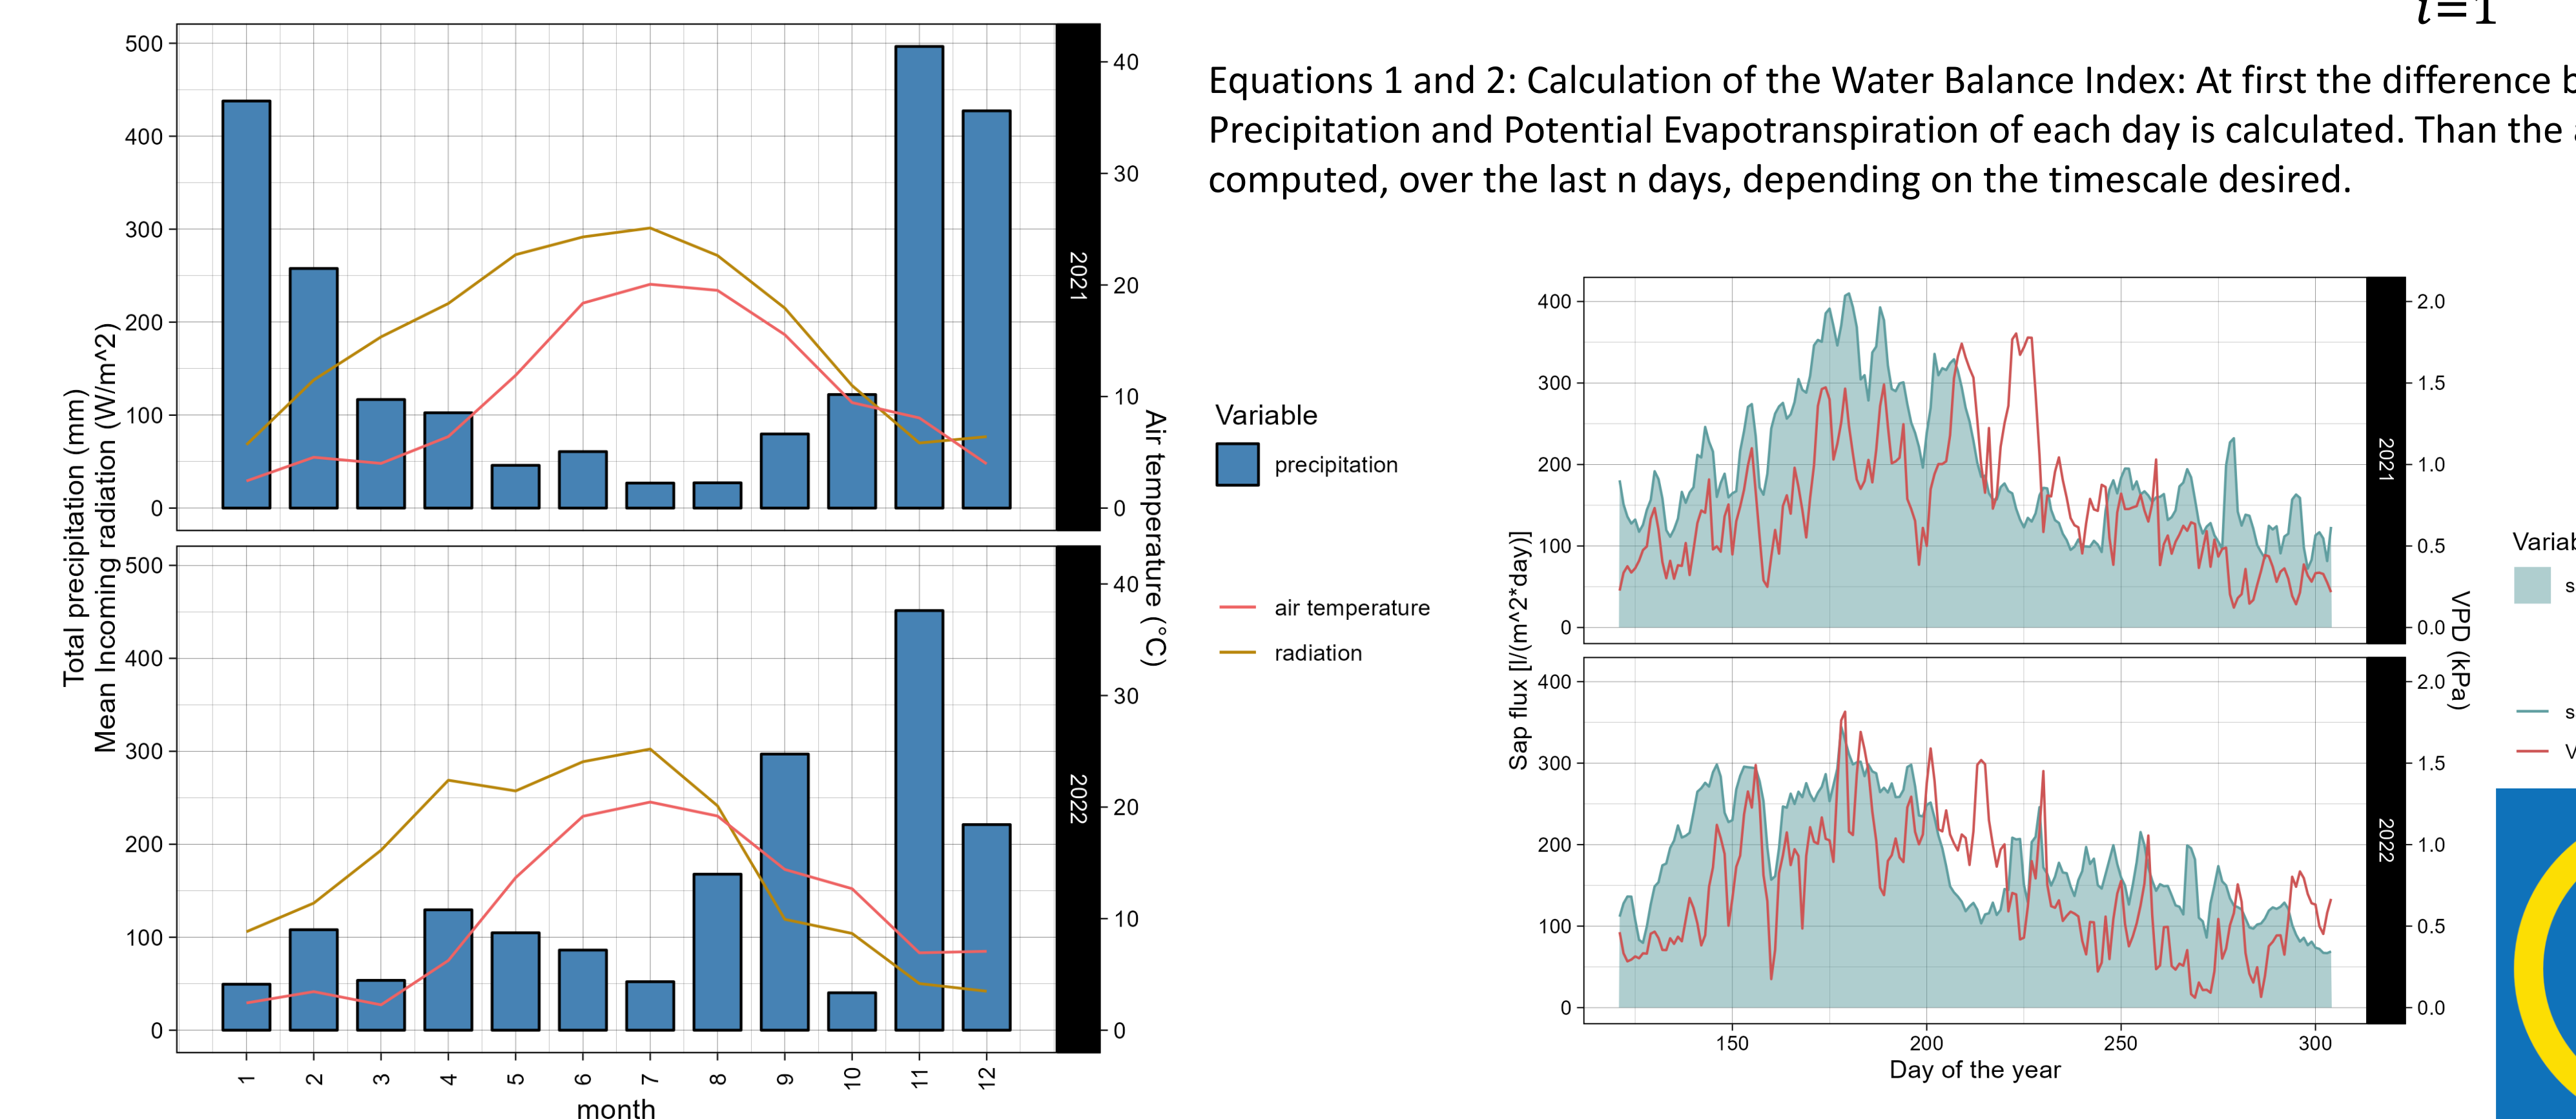 i=1
Equations 1 and 2: Calculation of the Water Balance Index: At first the difference
Precipitation and Potential Evapotranspiration of each day is calculated. Than the
computed, over the last n days, depending on the timescale desired.
Total precipitation (mm)
Mean Incoming radiation (W/m^2)
500
400
300
200
100
0
2021
40
30
20
10
0
500
400
300
200
100
0
2022
40
30
20
10
0
Air temperature (°C)
1 2 3 4 5 6 7 8 9 10 11 12
month
Variable
precipitation
air temperature
radiation
Sap flux [l/(m^2*day)]
400
300
200
100
0
2021
2.0
1.5
1.0
0.5
0.0
400
300
200
100
0
2022
2.0
1.5
1.0
0.5
0.0
VPD (kPa)
150 200 250 300
Day of the year